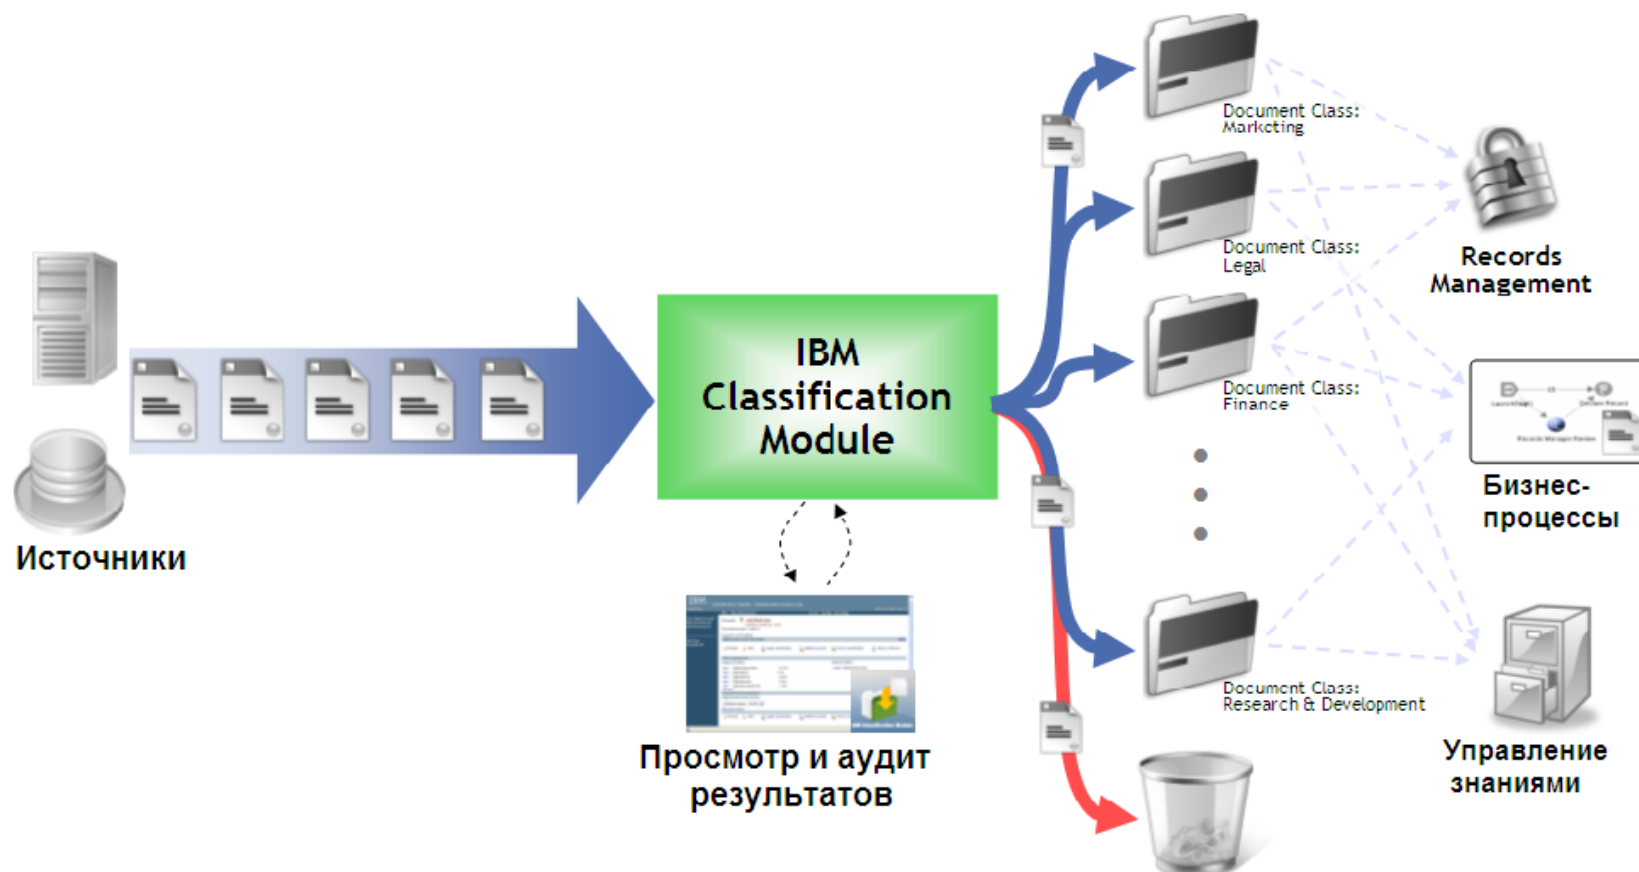 Document Class:
Marketing
Document Class:
Legal
Records
Management
IBM
Classification
Module
Document Class:
Finance
Бизнес-
процессы
Источники
IBM
Document Class:
Research & Development
Просмотр и аудит
результатов
Управление
знаниями